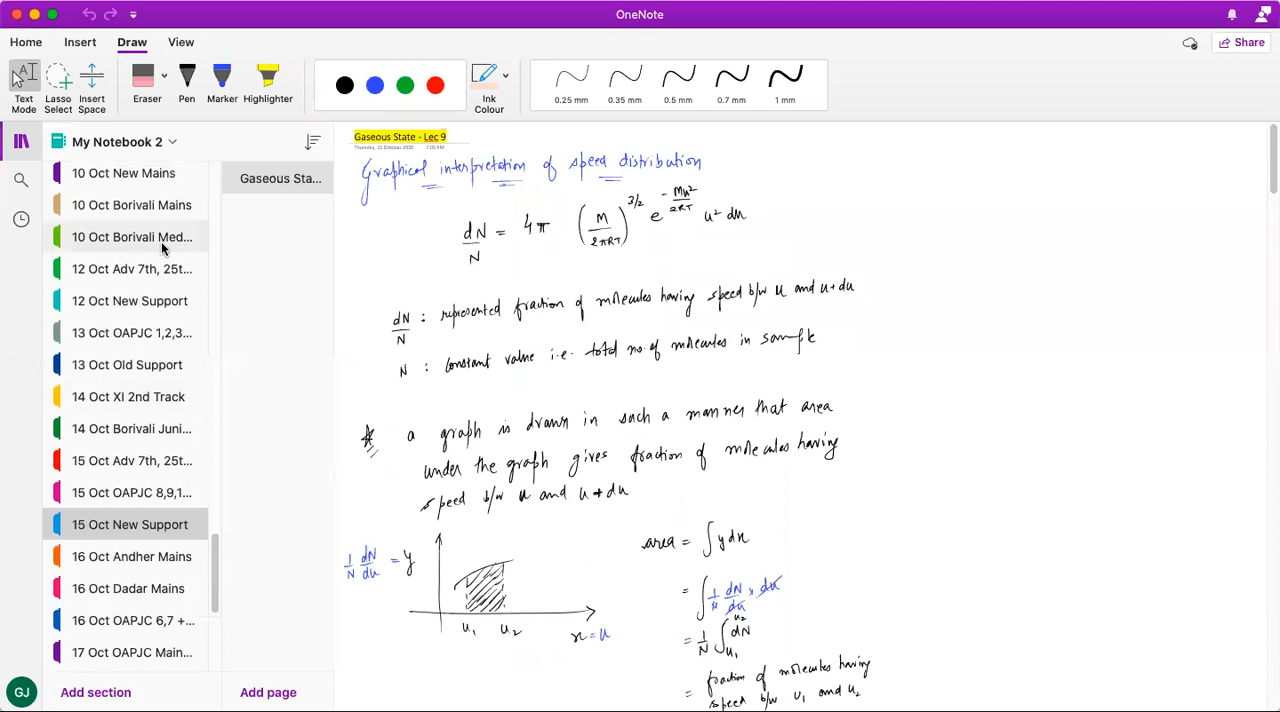 OneNote
Home Insert Draw View
Share
Text Mode
Lasso Select
Insert Space
Eraser
Pen
Marker
Highlighter
Ink Colour
0.25 mm
0.35 mm
0.5 mm
0.7 mm
1 mm
My Notebook 2
10 Oct New Mains
10 Oct Borivali Mains
10 Oct Borivali Med...
12 Oct Adv 7th, 25t...
12 Oct New Support
13 Oct OAPJC 1,2,3...
13 Oct Old Support
14 Oct XI 2nd Track
14 Oct Borivali Juni...
15 Oct Adv 7th, 25t...
15 Oct OAPJC 8,9,1...
15 Oct New Support
16 Oct Andher Mains
16 Oct Dadar Mains
16 Oct OAPJC 6,7 +...
17 Oct OAPJC Main...
GJ
Add section
Add page
Gaseous Sta...
Gaseous State - Lec 9
Thursday, 15 October 2020 7:00 PM
Graphical interpretation of speed distribution
dN/N = 4π (M/2πRT)^3/2 e^-Mu²/2RT u² du
dN/N : represented fraction of molecules having speed b/w u and u+du
N : constant value i.e. total no. of molecules in sample
a graph is drawn in such a manner that area
under the graph gives fraction of molecules having
speed b/w u and u+du
1/N dN/du = y
u₁ u₂
x = u
area = ∫ y dx
= ∫ 1/N dN/du × du
= 1/N ∫ᵤ₁ᵘ² dN
= fraction of molecules having
speed b/w u₁ and u₂